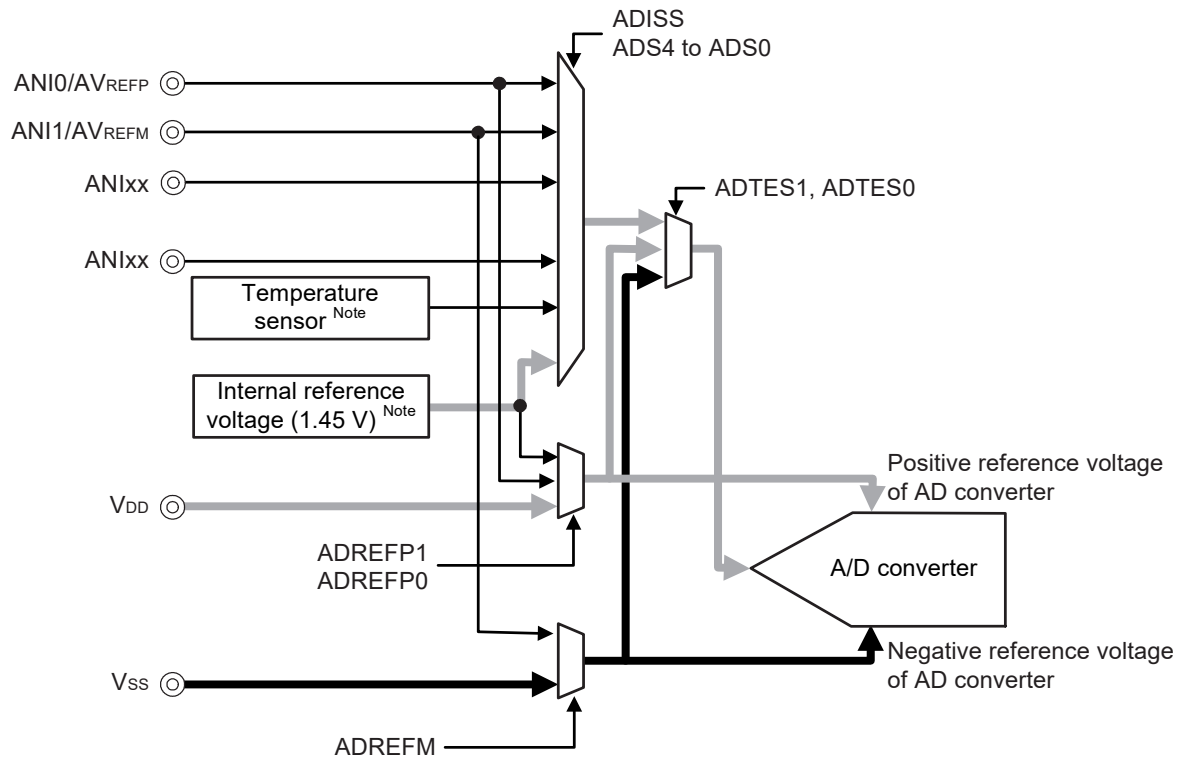 ADISS
ADS4 to ADS0
ANI0/AVREFP
ANI1/AVREFM
ANIxx
ADTES1, ADTES0
ANIxx
Temperature
sensor Note
Internal reference
voltage (1.45 V) Note
Positive reference voltage
of AD converter
VDD
ADREFP1
ADREFP0
A/D converter
Negative reference voltage
of AD converter
VSS
ADREFM